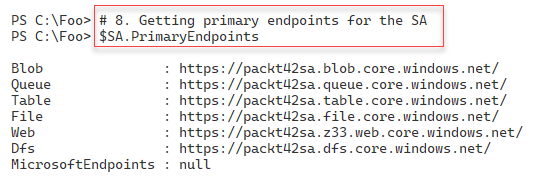 PS C:\Foo> # 8. Getting primary endpoints for the SA
PS C:\Foo> $SA.PrimaryEndpoints
Blob : https://packt42sa.blob.core.windows.net/
Queue : https://packt42sa.queue.core.windows.net/
Table : https://packt42sa.table.core.windows.net/
File : https://packt42sa.file.core.windows.net/
Web : https://packt42sa.z33.web.core.windows.net/
Dfs : https://packt42sa.dfs.core.windows.net/
MicrosoftEndpoints : null